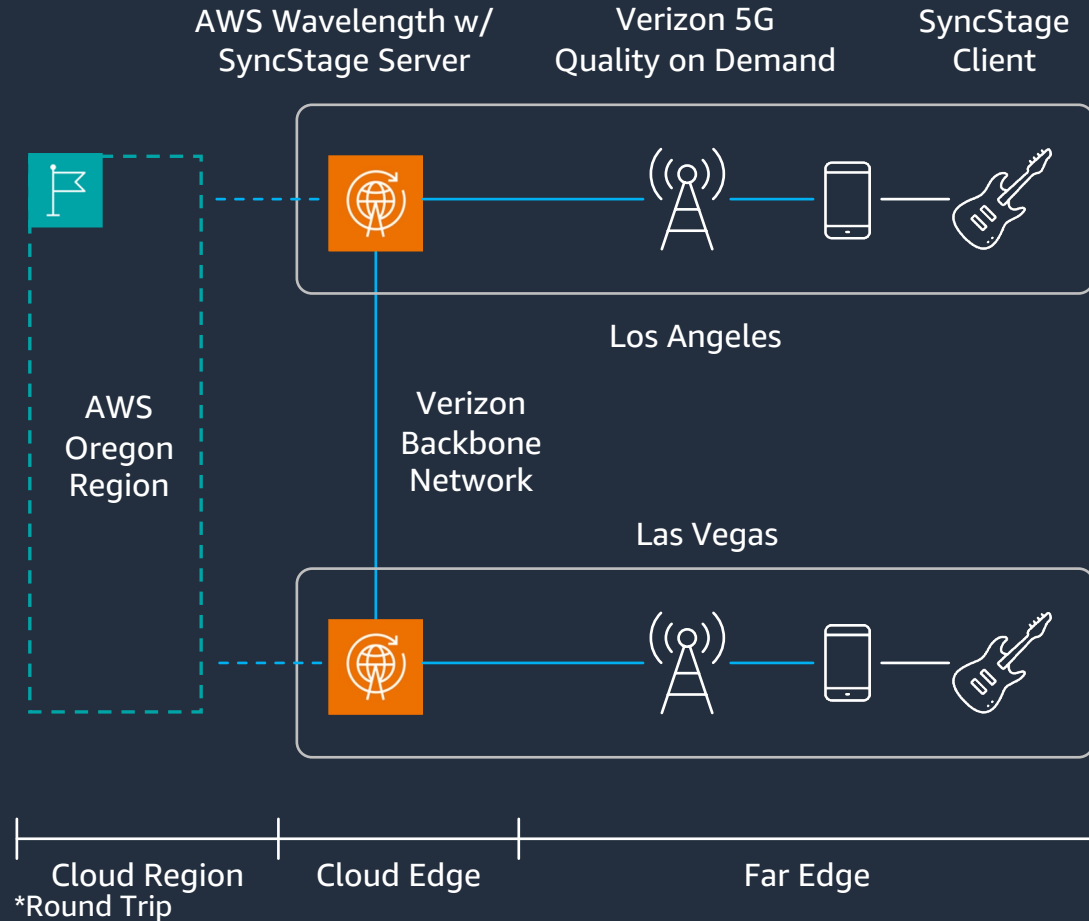 AWS Wavelength w/
SyncStage Server
Verizon 5G
Quality on Demand
SyncStage
Client
Los Angeles
AWS
Oregon
Region
Verizon
Backbone
Network
Las Vegas
Cloud Region
Cloud Edge
Far Edge
*Round Trip